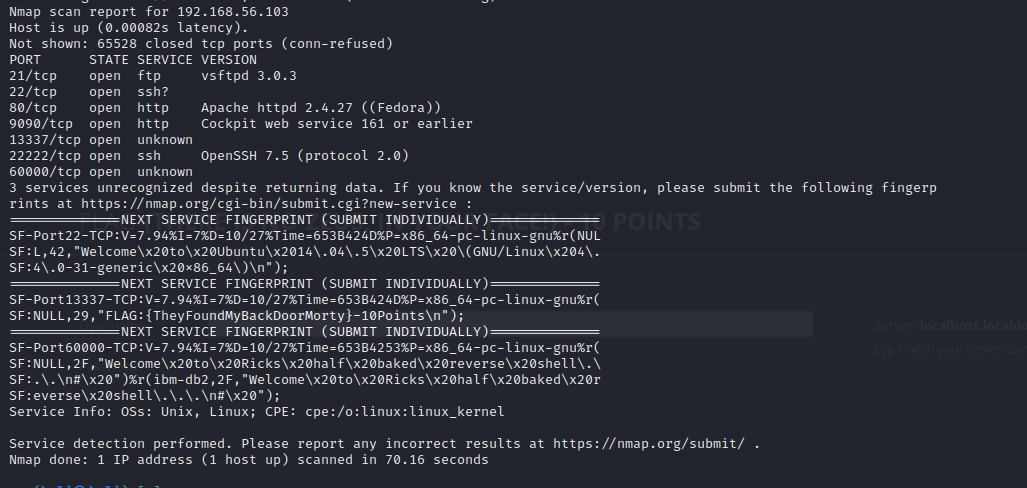 Nmap scan report for 192.168.56.103
Host is up (0.00082s latency).
Not shown: 65528 closed tcp ports (conn-refused)
PORT      STATE SERVICE VERSION
21/tcp    open  ftp     vsftpd 3.0.3
22/tcp    open  ssh?
80/tcp    open  http    Apache httpd 2.4.27 ((Fedora))
9090/tcp  open  http    Cockpit web service 161 or earlier
13337/tcp open  unknown
22222/tcp open  ssh     OpenSSH 7.5 (protocol 2.0)
60000/tcp open  unknown
3 services unrecognized despite returning data. If you know the service/version, please submit the following fingerp
rints at https://nmap.org/cgi-bin/submit.cgi?new-service :
==============NEXT SERVICE FINGERPRINT (SUBMIT INDIVIDUALLY)==============
SF-Port22-TCP:V=7.94%I=7%D=10/27%Time=653B424D%P=x86_64-pc-linux-gnu%r(NUL
SF:L,42,"Welcome\x20to\x20Ubuntu\x2014\.04\.5\x20LTS\x20\(GNU/Linux\x204\.
SF:4\.0-31-generic\x20x86_64\)\n");
==============NEXT SERVICE FINGERPRINT (SUBMIT INDIVIDUALLY)==============
SF-Port13337-TCP:V=7.94%I=7%D=10/27%Time=653B424D%P=x86_64-pc-linux-gnu%r(
SF:NULL,29,"FLAG:{TheyFoundMyBackDoorMorty}-10Points\n");
==============NEXT SERVICE FINGERPRINT (SUBMIT INDIVIDUALLY)==============
SF-Port60000-TCP:V=7.94%I=7%D=10/27%Time=653B4253%P=x86_64-pc-linux-gnu%r(
SF:NULL,2F,"Welcome\x20to\x20Ricks\x20half\x20baked\x20reverse\x20shell\.\
SF:.\.\n#\x20")%r(ibm-db2,2F,"Welcome\x20to\x20Ricks\x20half\x20baked\x20r
SF:everse\x20shell\.\.\.\n#\x20");
Service Info: OSs: Unix, Linux; CPE: cpe:/o:linux:linux_kernel
Service detection performed. Please report any incorrect results at https://nmap.org/submit/ .
Nmap done: 1 IP address (1 host up) scanned in 70.16 seconds
10 POINTS
Server: localhost.localdo
Log in with your server use